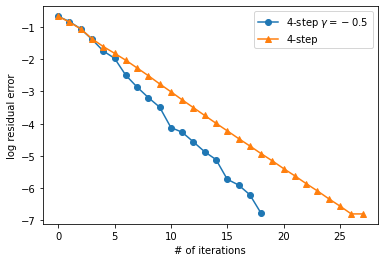 4-step γ = −0.5
4-step
−1
−2
−3
−4
−5
−6
−7
log residual error
0 5 10 15 20 25
# of iterations